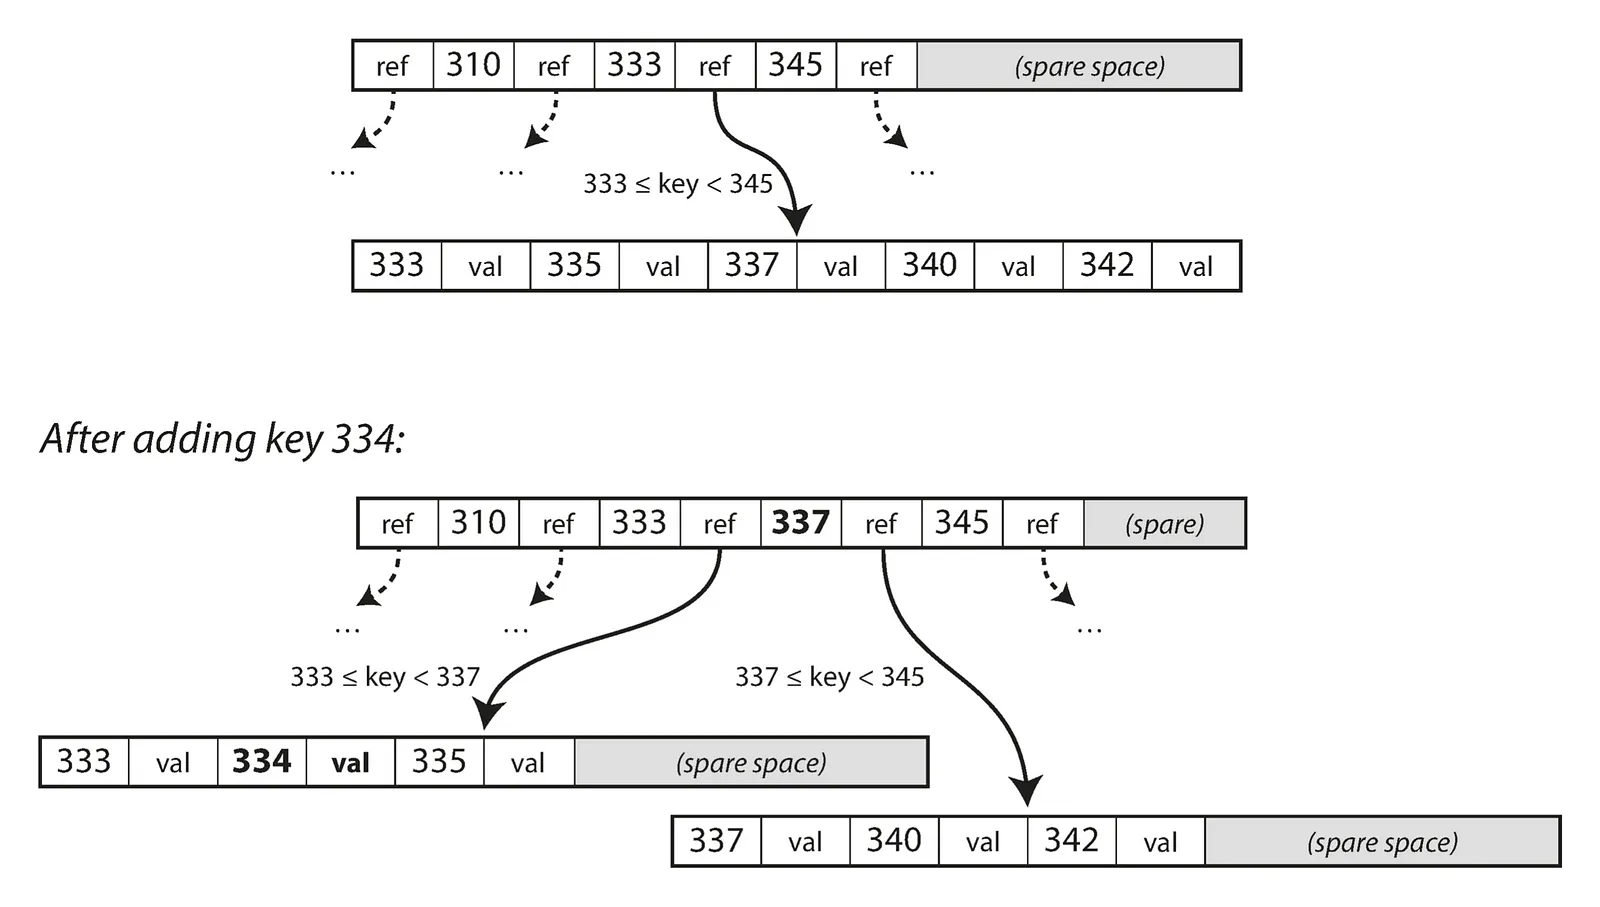 ref 310 ref 333 ref 345 ref (spare space)
... ... ...
333 ≤ key < 345
333 val 335 val 337 val 340 val 342 val
After adding key 334:
ref 310 ref 333 ref 337 ref 345 ref (spare)
... ... ...
333 ≤ key < 337 337 ≤ key < 345
333 val 334 val 335 val (spare space)
337 val 340 val 342 val (spare space)